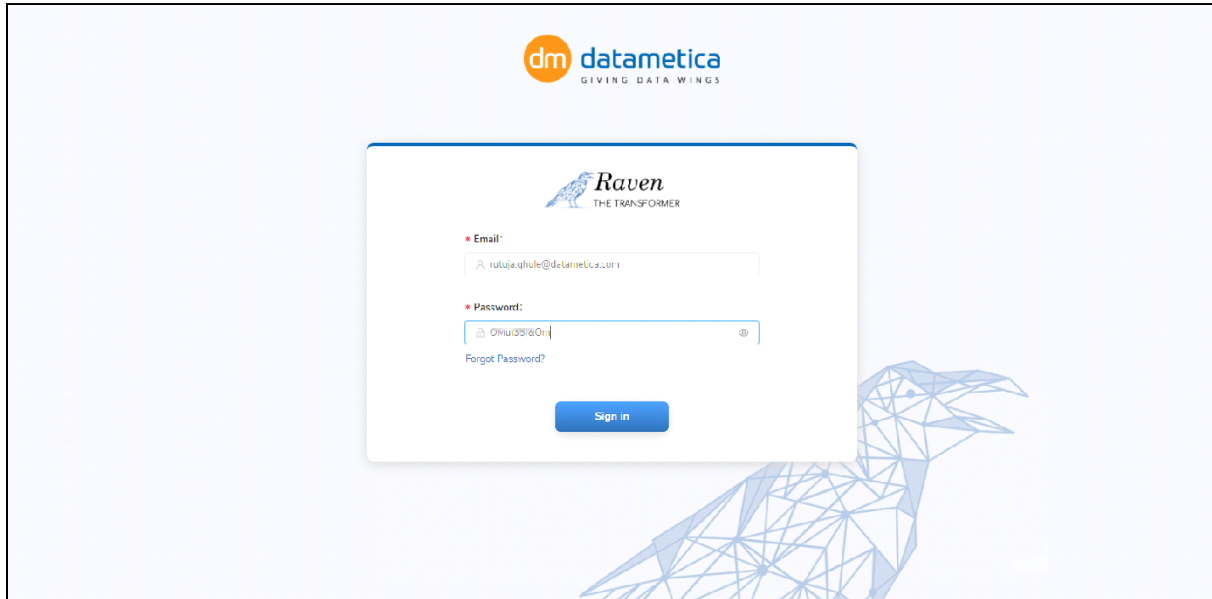 dm datametica
GIVING DATA WINGS
Raven
THE TRANSFORMER
* Email:
rutuja.ghule@datametica.com
* Password:
Forgot Password?
Sign in